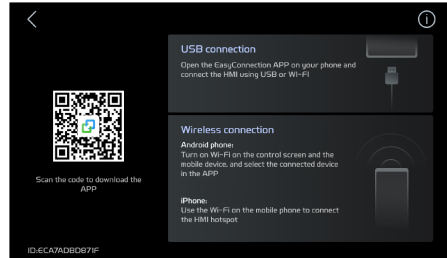 USB connection
Open the EasyConnection APP on your phone and
connect the HMI using USB or WI-FI
Wireless connection
Android phone:
Turn on Wi-Fi on the control screen and the
mobile device, and select the connected device
in the APP
iPhone:
Use the Wi-Fi on the mobile phone to connect
the HMI hotspot
Scan the code to download the
APP
ID:ECA7ADBDB71F